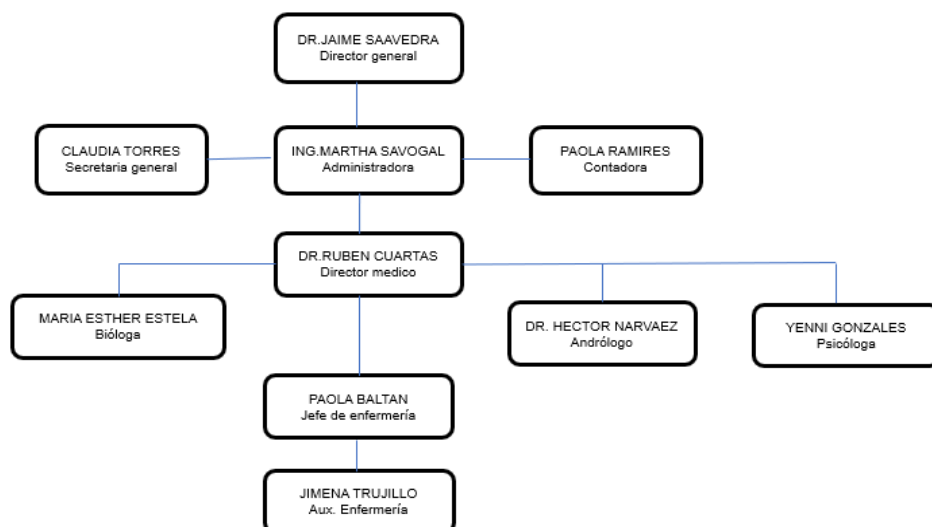 DR.JAIME SAAVEDRA
Director general
CLAUDIA TORRES
Secretaria general
ING.MARTHA SAVOGAL
Administradora
PAOLA RAMIRES
Contadora
DR.RUBEN CUARTAS
Director medico
MARIA ESTHER ESTELA
Bióloga
DR. HECTOR NARVAEZ
Andrólogo
YENNI GONZALES
Psicóloga
PAOLA BALTAN
Jefe de enfermería
JIMENA TRUJILLO
Aux. Enfermería